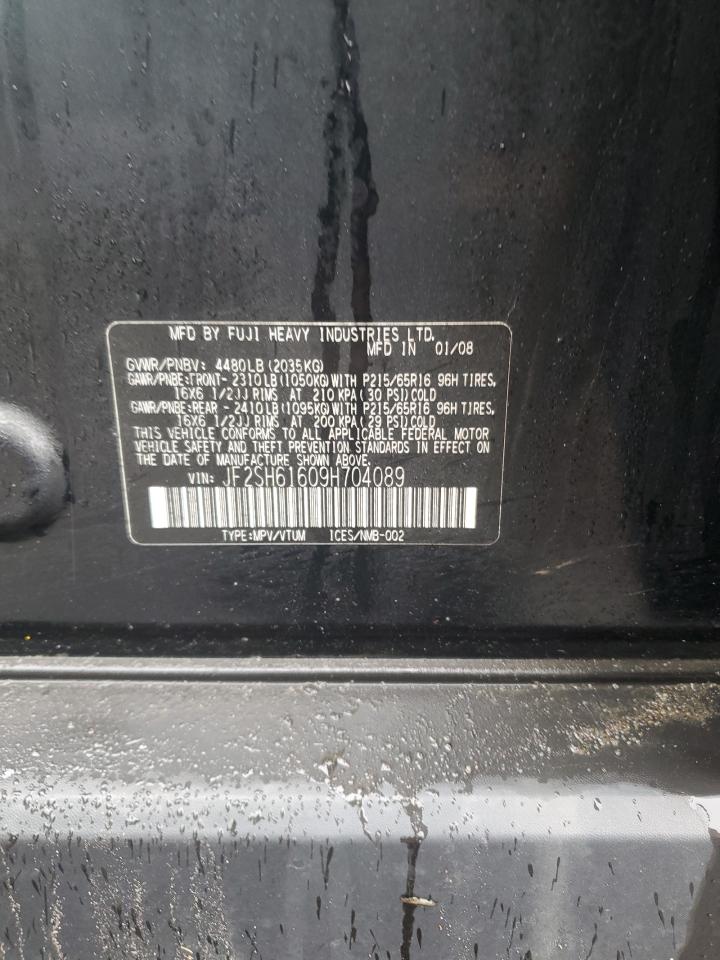 MFD BY FUJI HEAVY INDUSTRIES LTD.
MFD IN 01/08
GVWR/PNBV: 4480LB(2035KG)
GAWR/PNBE:FRONT- 2310LB(1050KG)WITH P215/65R16 96H TIRES,
16X6 1/2JJ RIMS AT 210 KPA(30 PSI)COLD
GAWR/PNBE:REAR - 2410LB(1095KG)WITH P215/65R16 96H TIRES,
16X6 1/2JJ RIMS AT 200 KPA(29 PSI)COLD
THIS VEHICLE CONFORMS TO ALL APPLICABLE FEDERAL MOTOR
VEHICLE SAFETY AND THEFT PREVENTION STANDARDS IN EFFECT ON
THE DATE OF MANUFACTURE SHOWN ABOVE.
VIN: JF2SH61609H704089
TYPE:MPV/VTUM ICES/NMB-002